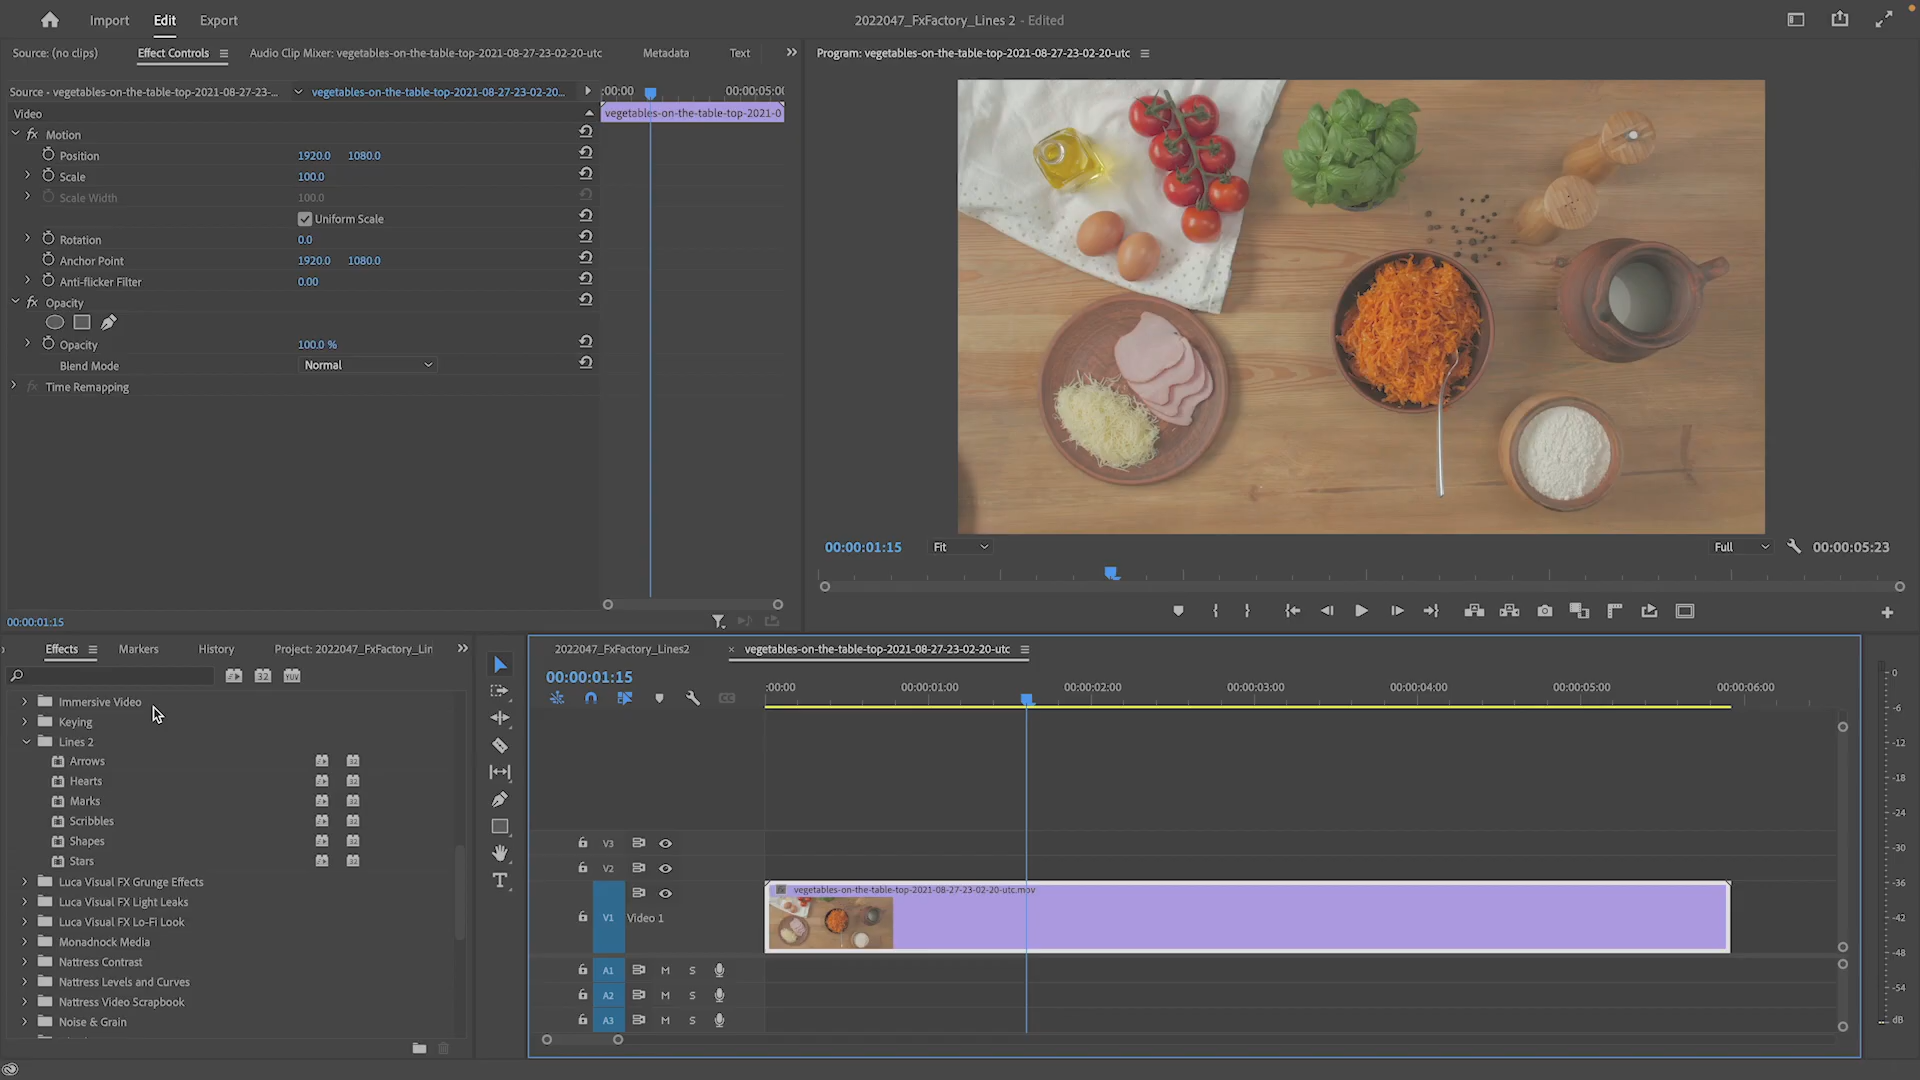 Import Edit Export
2022047_FxFactory_Lines 2 - Edited
Source: (no clips) Effect Controls Audio Clip Mixer: vegetables-on-the-table-top-2021-08-27-23-02-20-utc Metadata Text
Program: vegetables-on-the-table-top-2021-08-27-23-02-20-utc
Source - vegetables-on-the-table-top-2021-08-27-23-... vegetables-on-the-table-top-2021-08-27-23-02-20... :00:00 00:00:05:0
Video vegetables-on-the-table-top-2021-0
fx Motion
Position 1920.0 1080.0
Scale 100.0
Scale Width 100.0
Uniform Scale
Rotation 0.0
Anchor Point 1920.0 1080.0
Anti-flicker Filter 0.00
fx Opacity
Opacity 100.0 %
Blend Mode Normal
fx Time Remapping
00:00:01:15 Fit Full 00:00:05:23
00:00:01:15
Effects Markers History Project: 2022047_FxFactory_Lin
32 YUV
Immersive Video
Keying
Lines 2
Arrows 32
Hearts 32
Marks 32
Scribbles 32
Shapes 32
Stars 32
Luca Visual FX Grunge Effects
Luca Visual FX Light Leaks
Luca Visual FX Lo-Fi Look
Monadnock Media
Nattress Contrast
Nattress Levels and Curves
Nattress Video Scrapbook
Noise & Grain
T
2022047_FxFactory_Lines2 × vegetables-on-the-table-top-2021-08-27-23-02-20-utc
00:00:01:15
:00:00 00:00:01:00 00:00:02:00 00:00:03:00 00:00:04:00 00:00:05:00 00:00:06:00
CC
V3
V2
vegetables-on-the-table-top-2021-08-27-23-02-20-utc.mov
V1 Video 1
A1 M S
A2 M S
A3 M S
0
-6
-12
-18
-24
-30
-36
-42
-48
-54
dB